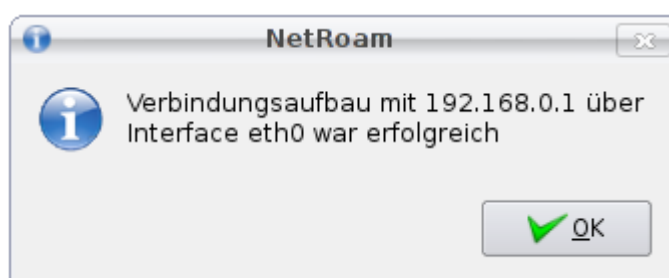 NetRoam
Verbindungsaufbau mit 192.168.0.1 über
Interface eth0 war erfolgreich
OK